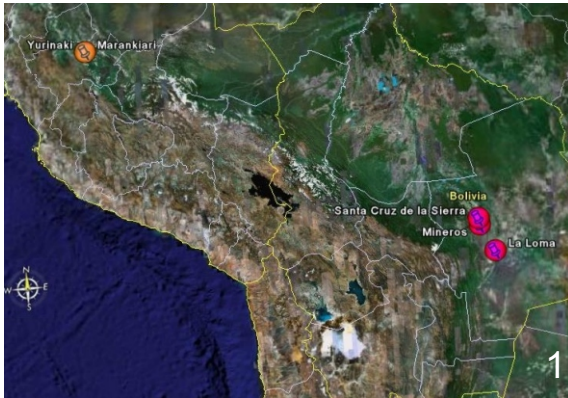 Yurinaki Marankiari
Bolivia
Santa Cruz de la Sierra
Mineros
La Loma
N
W E
S
1